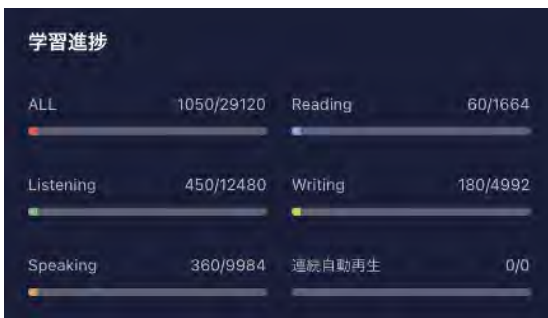 学習進捗
ALL 1050/29120
Reading 60/1664
Listening 450/12480
Writing 180/4992
Speaking 360/9984
連続自動再生 0/0